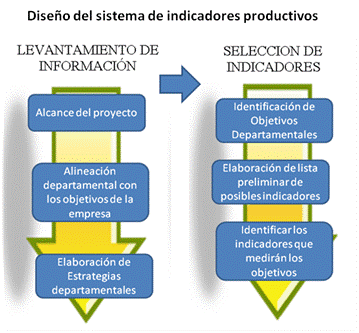 Diseño del sistema de indicadores productivos
LEVANTAMIENTO DE
INFORMACIÓN
Alcance del proyecto
Alineación
departamental con
los objetivos de la
empresa
Elaboración de
Estrategias
departamentales
SELECCION DE
INDICADORES
Identificación de
Objetivos
Departamentales
Elaboración de lista
preliminar de
posibles indicadores
Identificar los
indicadores que
medirán los
objetivos